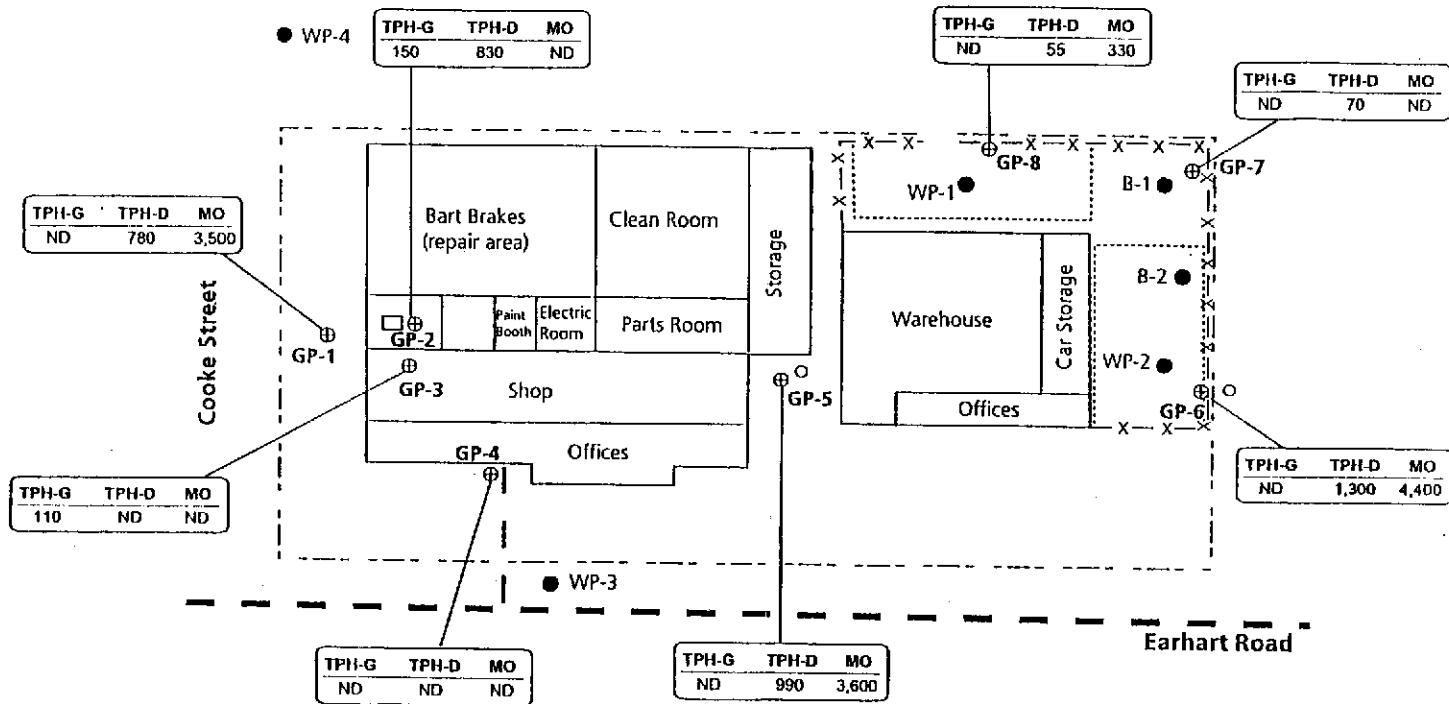 WP-4
TPH-G TPH-D MO
150 830 ND
TPH-G TPH-D MO
ND 55 330
TPH-G TPH-D MO
ND 70 ND
TPH-G TPH-D MO
ND 780 3,500
Cooke Street
GP-1
Bart Brakes
(repair area)
Clean Room
Storage
GP-2
Paint
Booth
Electric
Room
Parts Room
GP-3
Shop
GP-4
Offices
GP-5
WP-1
GP-8
B-1
GP-7
B-2
Warehouse
Car Storage
WP-2
Offices
GP-6
X X X X X X X X X X X X X X X X
TPH-G TPH-D MO
110 ND ND
TPH-G TPH-D MO
ND 1,300 4,400
WP-3
Earhart Road
TPH-G TPH-D MO
ND ND ND
TPH-G TPH-D MO
ND 990 3,600